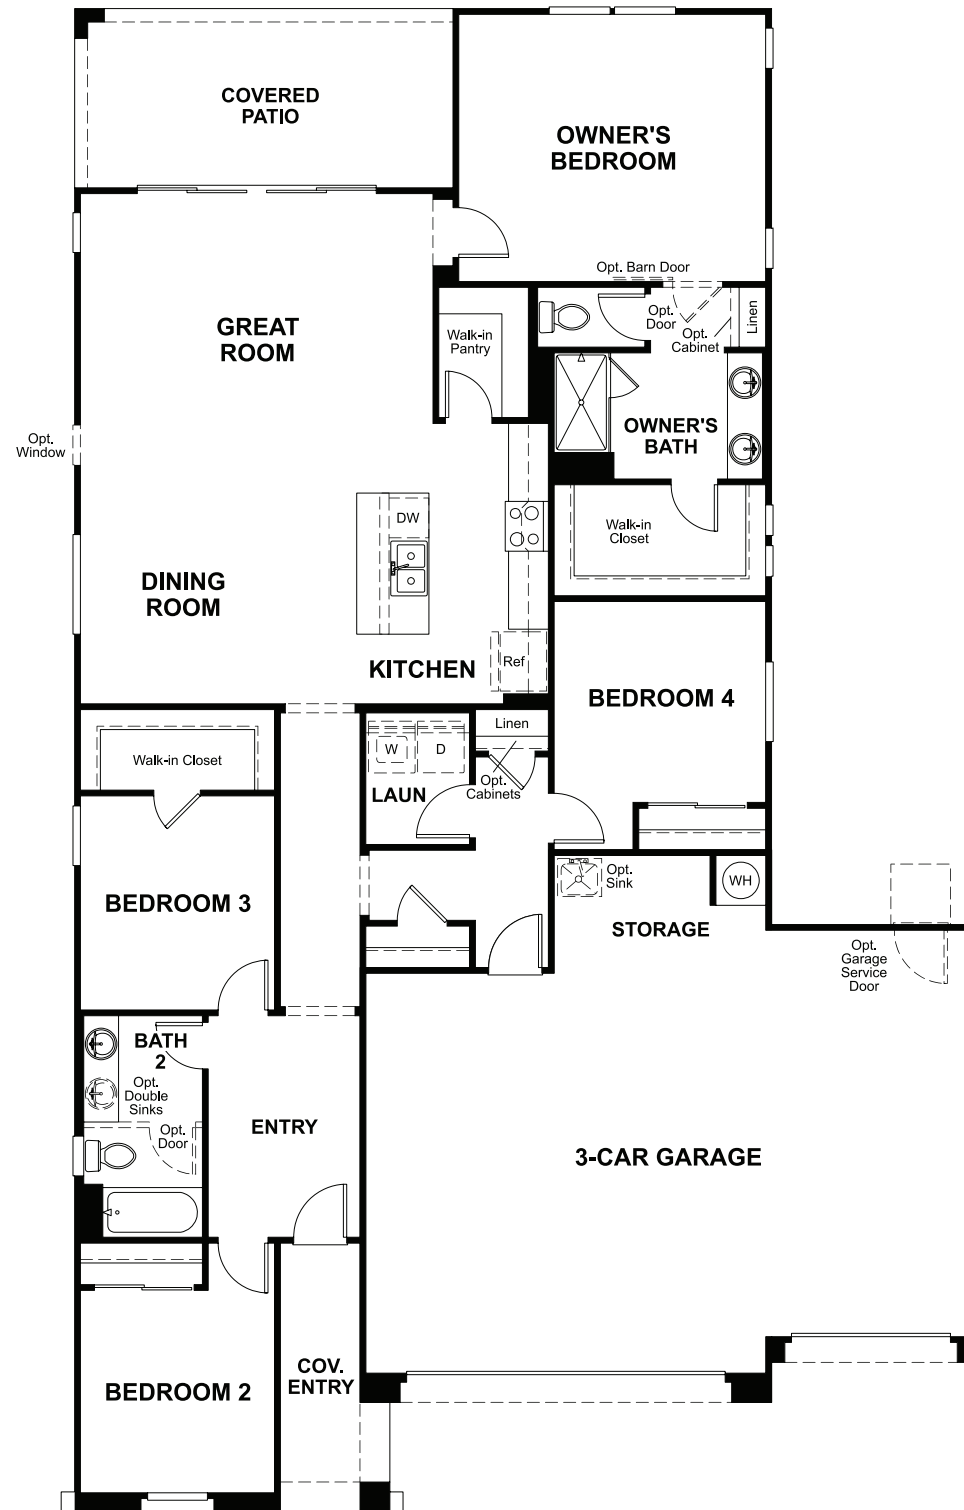 COVERED
PATIO
OWNER'S
BEDROOM
Opt. Barn Door
GREAT
ROOM
Walk-in
Pantry
Opt.
Door
Opt.
Cabinet
Linen
Opt.
Window
OWNER'S
BATH
DW
Walk-in
Closet
DINING
ROOM
KITCHEN
Ref
BEDROOM 4
Linen
W
D
Walk-in Closet
LAUN
Opt.
Cabinets
BEDROOM 3
Opt.
Sink
WH
STORAGE
Opt.
Garage
Service
Door
BATH
2
Opt.
Double
Sinks
Opt.
Door
ENTRY
3-CAR GARAGE
COV.
ENTRY
BEDROOM 2